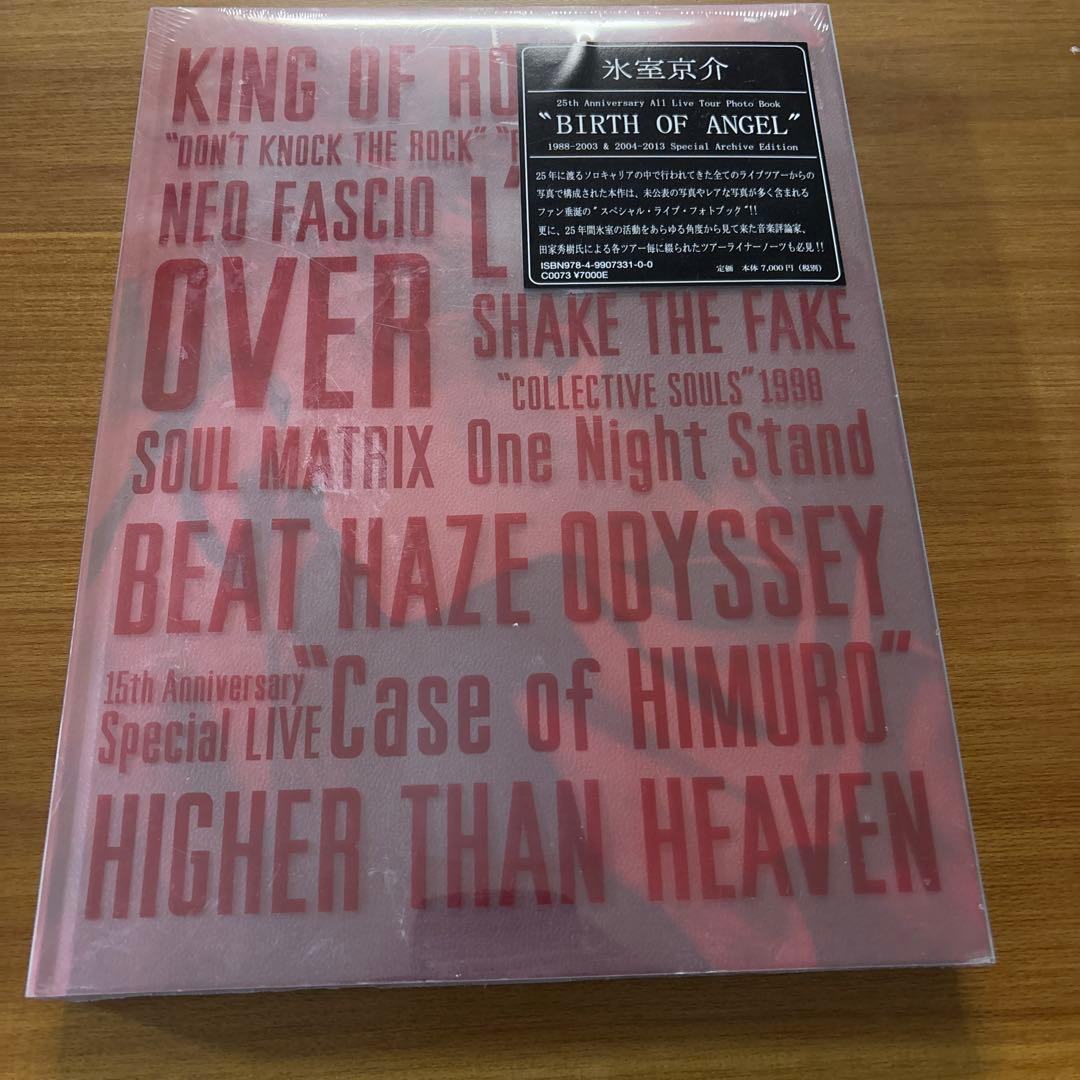 KING OF RO
"DON'T KNOCK THE ROCK"
NEO FASCIO
L'
OVER
SHAKE THE FAKE
"COLLECTIVE SOULS" 1998
SOUL MATRIX One Night Stand
BEAT HAZE ODYSSEY
15th Anniversary
Special LIVE "Case of HIMURO"
HIGHER THAN HEAVEN
氷室京介
25th Anniversary All Live Tour Photo Book
"BIRTH OF ANGEL"
1988-2003 & 2004-2013 Special Archive Edition
25年に渡るソロキャリアの中で行われてきた全てのライブツアーからの
写真で構成された本作は、未公表の写真やレアな写真が多く含まれる
ファン垂涎の"スペシャル・ライブ・フォトブック"!!
更に、25年間氷室の活動をあらゆる角度から見て来た音楽評論家、
田家秀樹氏による各ツアー毎に綴られたツアーライナーノーツも必見!!
ISBN978-4-9907331-0-0
C0073 ¥7000E 定価 本体 7,000円(税別)